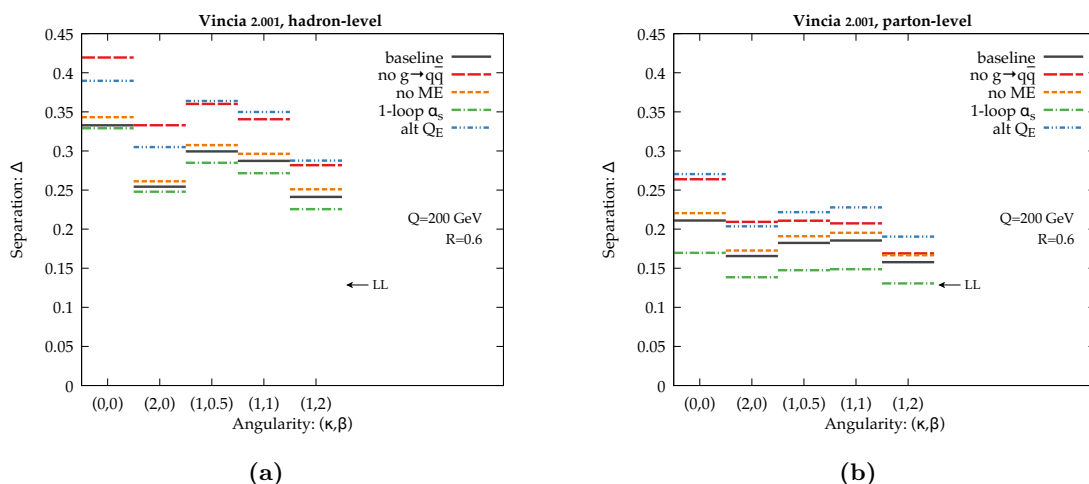 Vincia 2.001, hadron-level
Separation: Δ
0.45
0.4
0.35
0.3
0.25
0.2
0.15
0.1
0.05
0
baseline
no g→qq̅
no ME
1-loop αs
alt QE
Q=200 GeV
R=0.6
LL
(0,0) (2,0) (1,0.5) (1,1) (1,2)
Angularity: (κ,β)
(a)
Vincia 2.001, parton-level
Separation: Δ
0.45
0.4
0.35
0.3
0.25
0.2
0.15
0.1
0.05
0
baseline
no g→qq̅
no ME
1-loop αs
alt QE
Q=200 GeV
R=0.6
LL
(0,0) (2,0) (1,0.5) (1,1) (1,2)
Angularity: (κ,β)
(b)